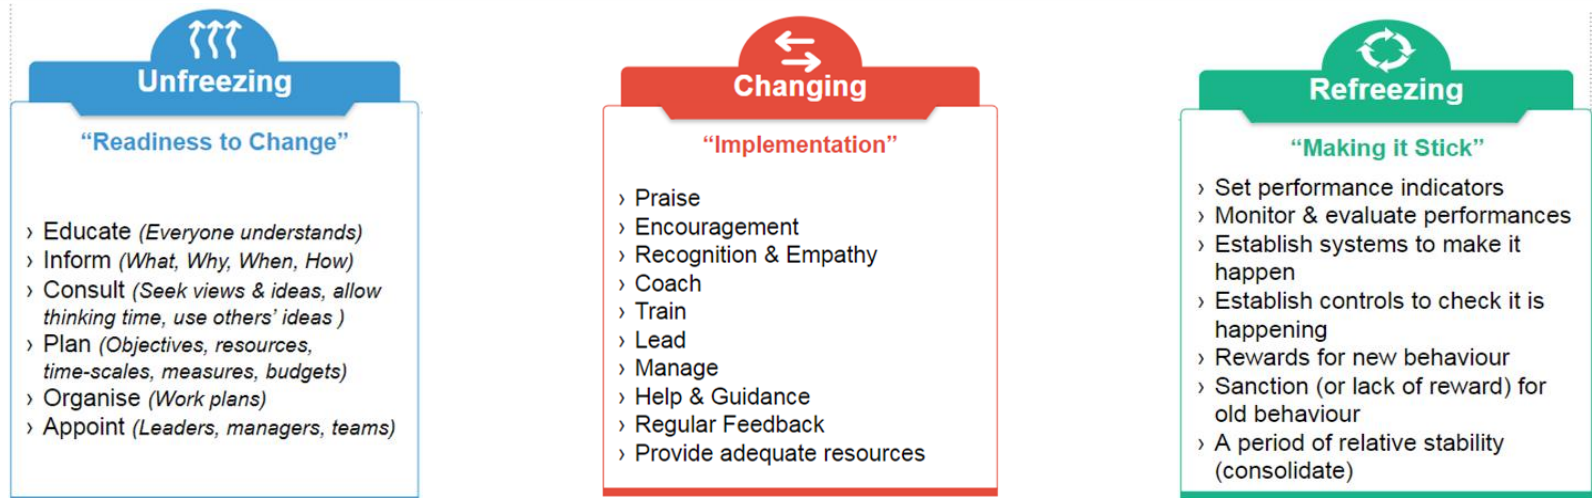 Unfreezing
“Readiness to Change”
› Educate (Everyone understands)
› Inform (What, Why, When, How)
› Consult (Seek views & ideas, allow
thinking time, use others’ ideas )
› Plan (Objectives, resources,
time-scales, measures, budgets)
› Organise (Work plans)
› Appoint (Leaders, managers, teams)
Changing
“Implementation”
› Praise
› Encouragement
› Recognition & Empathy
› Coach
› Train
› Lead
› Manage
› Help & Guidance
› Regular Feedback
› Provide adequate resources
Refreezing
“Making it Stick”
› Set performance indicators
› Monitor & evaluate performances
› Establish systems to make it
happen
› Establish controls to check it is
happening
› Rewards for new behaviour
› Sanction (or lack of reward) for
old behaviour
› A period of relative stability
(consolidate)